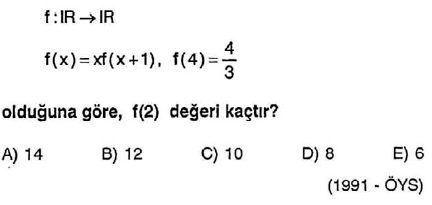 f:IR→IR
f(x)=xf(x+1), f(4)=4/3
olduğuna göre, f(2) değeri kaçtır?
A) 14 B) 12 C) 10 D) 8 E) 6
(1991 - ÖYS)